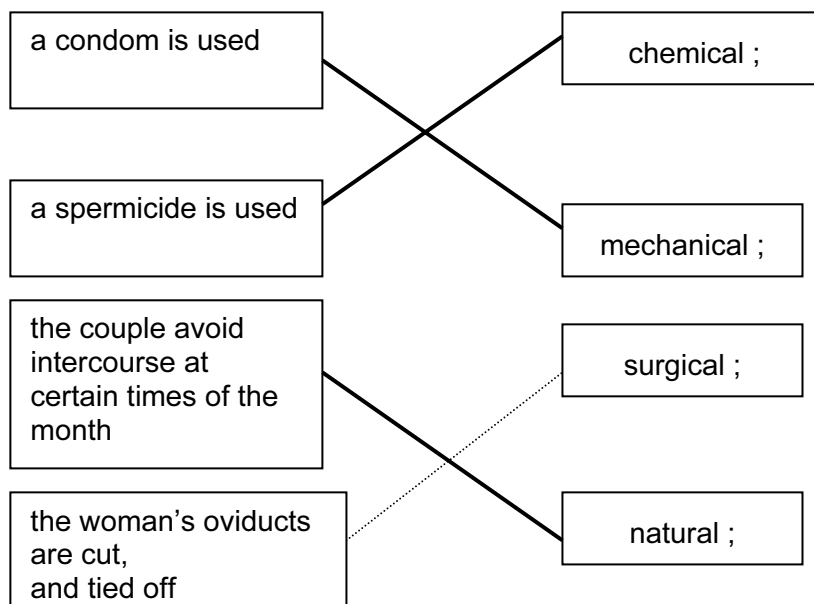 a condom is used
chemical ;
a spermicide is used
mechanical ;
the couple avoid
intercourse at
certain times of the
month
surgical ;
the woman’s oviducts
are cut,
and tied off
natural ;